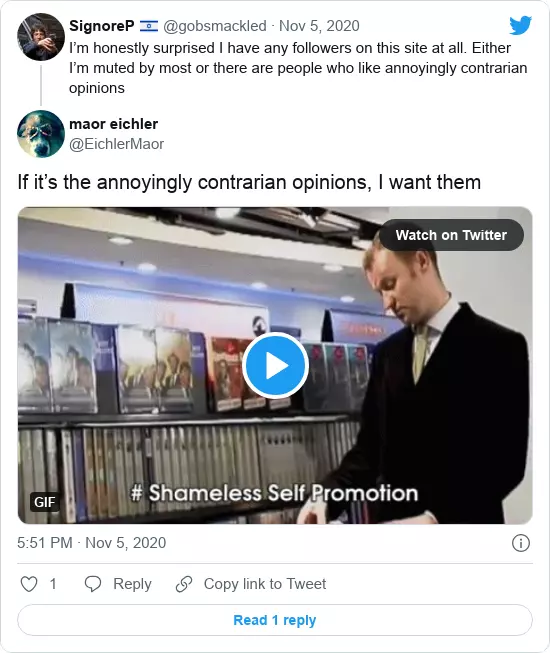 SignoreP 🇮🇱 @gobsmackled · Nov 5, 2020
I'm honestly surprised I have any followers on this site at all. Either
I'm muted by most or there are people who like annoyingly contrarian
opinions
maor eichler
@EichlerMaor
If it's the annoyingly contrarian opinions, I want them
Watch on Twitter
# Shameless Self Promotion
GIF
5:51 PM · Nov 5, 2020
1 Reply Copy link to Tweet
Read 1 reply